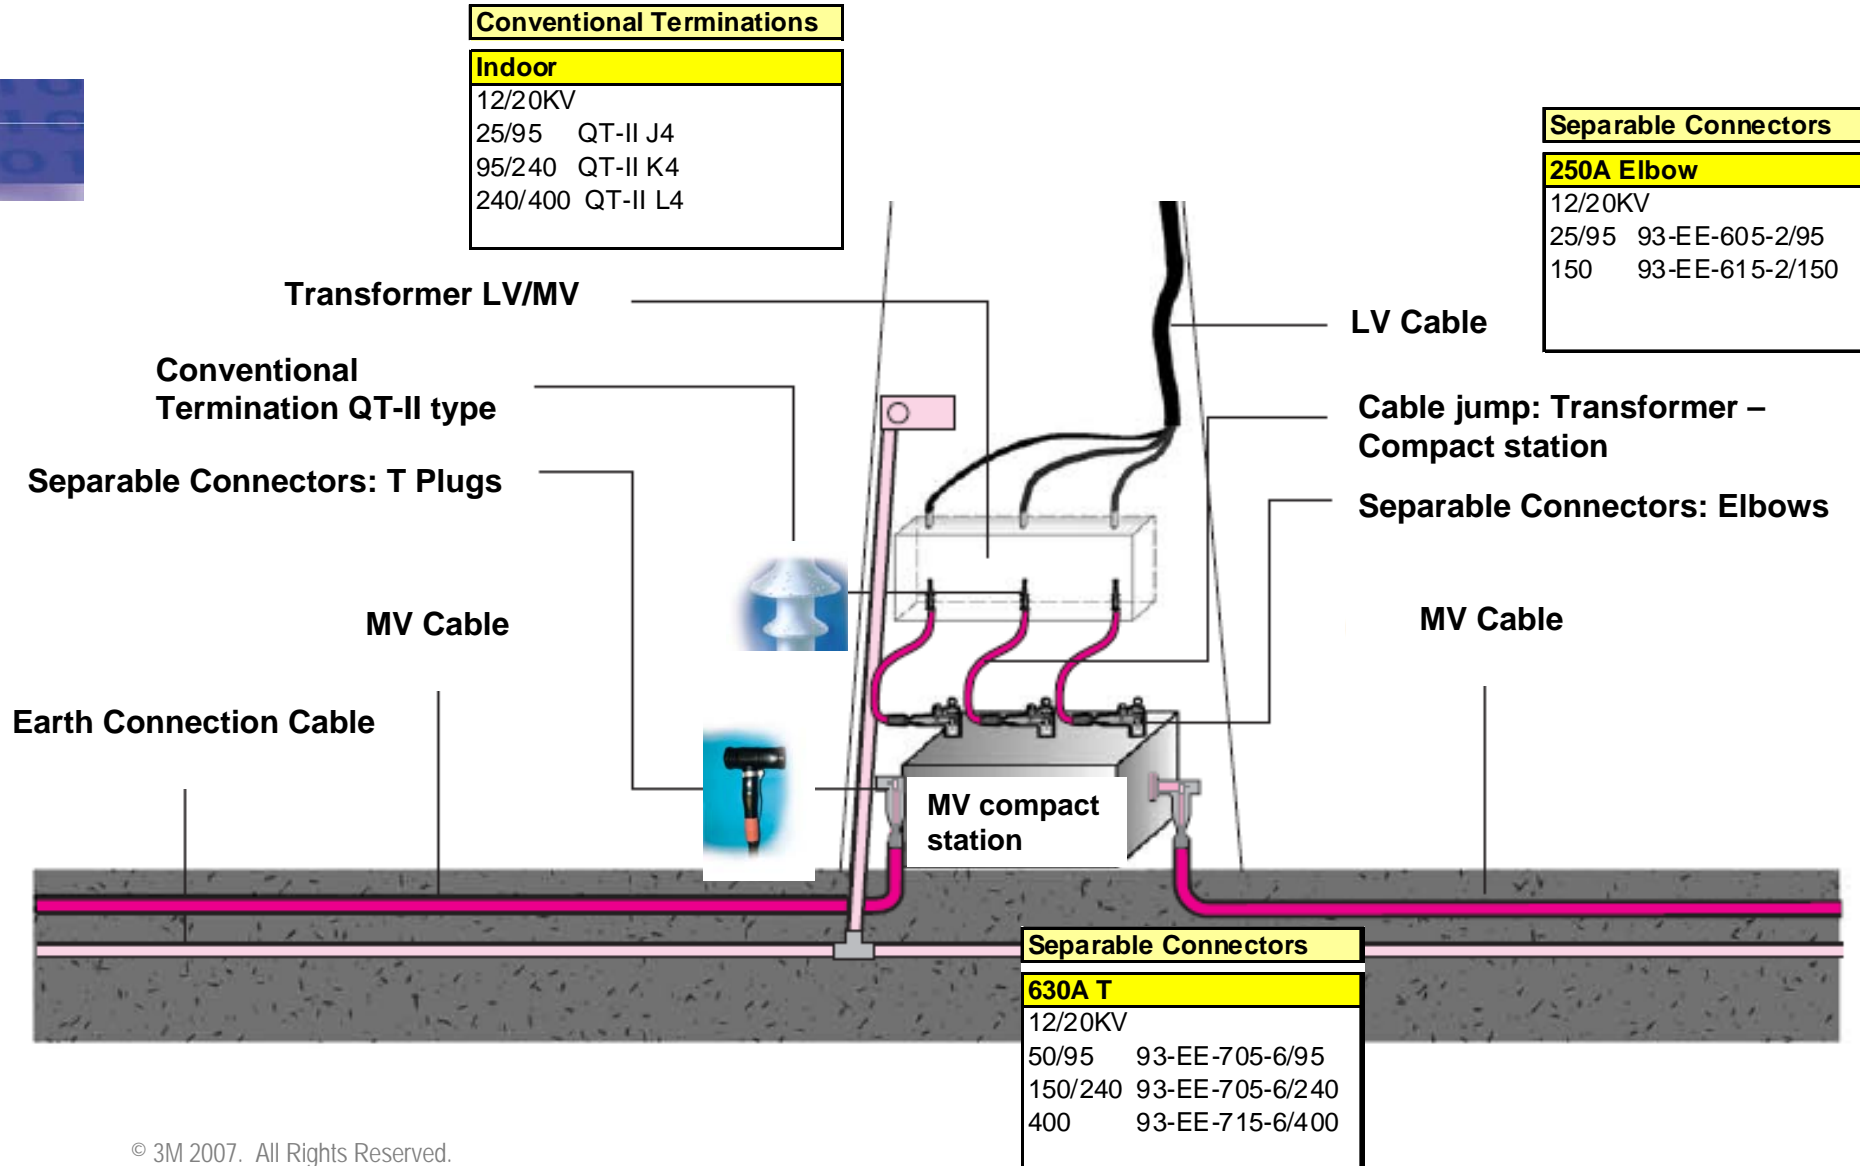 Conventional Terminations
Indoor
12/20KV
25/95 QT-II J4
95/240 QT-II K4
240/400 QT-II L4
Separable Connectors
250A Elbow
12/20KV
25/95 93-EE-605-2/95
150 93-EE-615-2/150
Transformer LV/MV
LV Cable
Conventional
Termination QT-II type
Cable jump: Transformer –
Compact station
Separable Connectors: T Plugs
Separable Connectors: Elbows
MV Cable
MV Cable
Earth Connection Cable
MV compact
station
Separable Connectors
630A T
12/20KV
50/95 93-EE-705-6/95
150/240 93-EE-705-6/240
400 93-EE-715-6/400
© 3M 2007. All Rights Reserved.